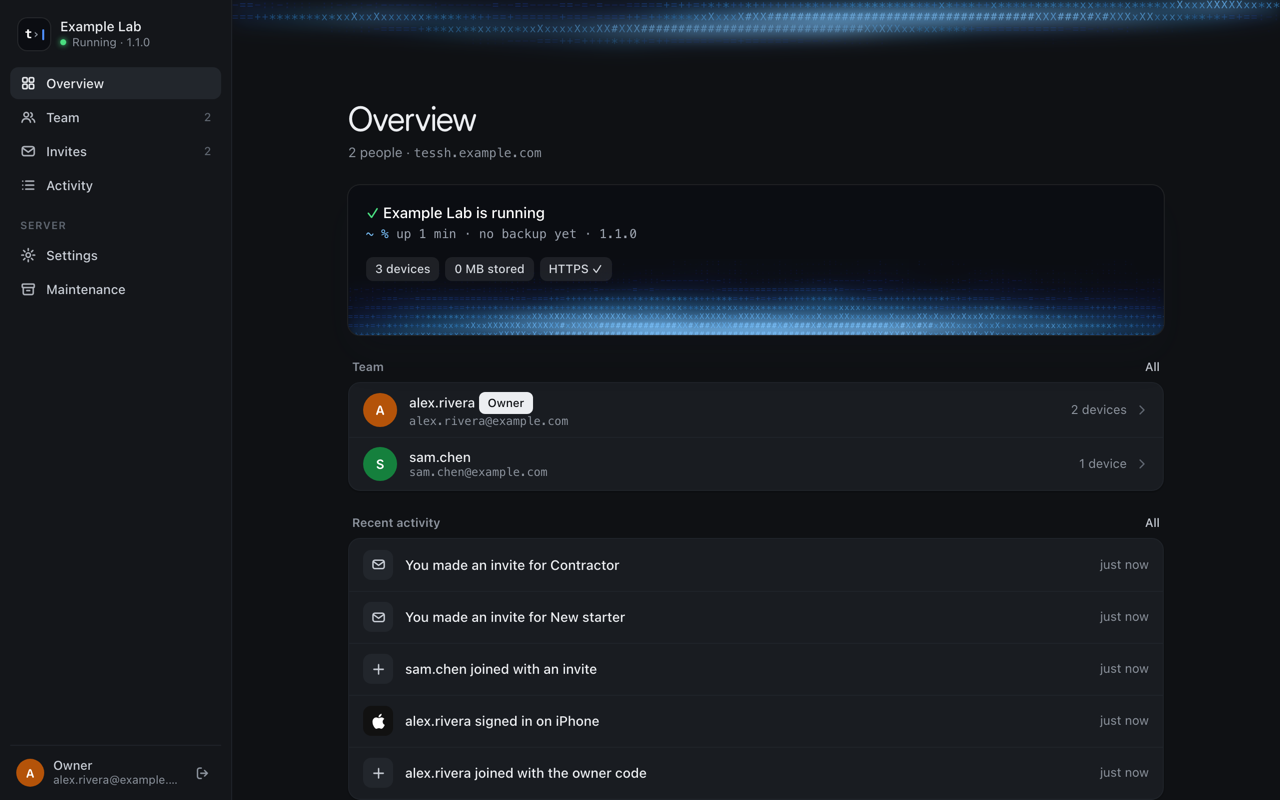 t›|
Example Lab
Running · 1.1.0
Overview
Team 2
Invites 2
Activity
SERVER
Settings
Maintenance
A
Owner
alex.rivera@example....
Overview
2 people · tessh.example.com
✓ Example Lab is running
~ % up 1 min · no backup yet · 1.1.0
3 devices 0 MB stored HTTPS ✓
Team All
A
alex.rivera Owner
alex.rivera@example.com
2 devices
S
sam.chen
sam.chen@example.com
1 device
Recent activity All
You made an invite for Contractor just now
You made an invite for New starter just now
sam.chen joined with an invite just now
alex.rivera signed in on iPhone just now
alex.rivera joined with the owner code just now